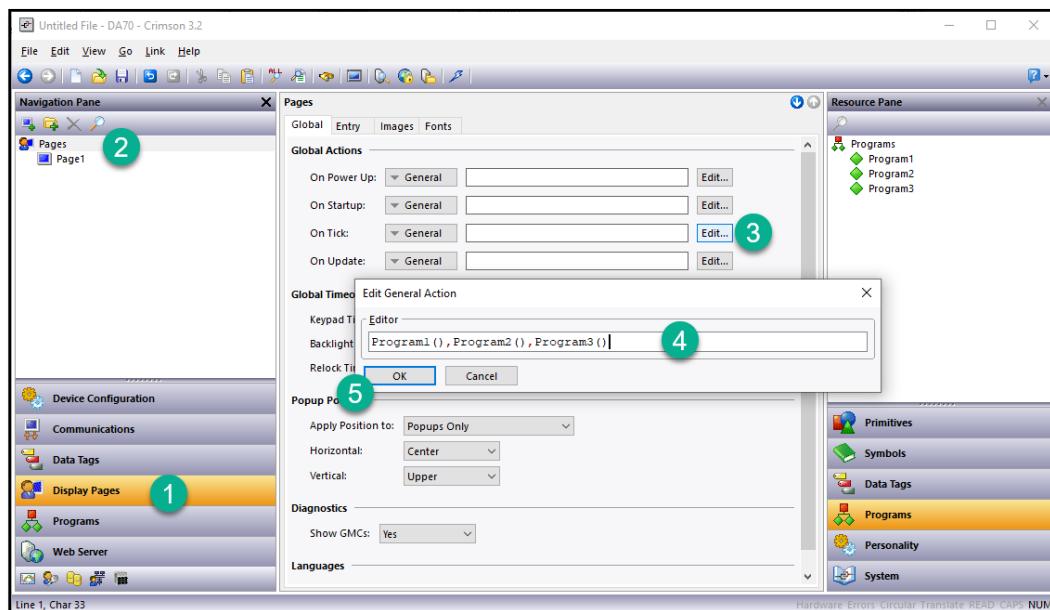 Untitled File - DA70 - Crimson 3.2
File Edit View Go Link Help
Navigation Pane
Pages
Resource Pane
2
Pages
Page1
Global Entry Images Fonts
Global Actions
On Power Up: General Edit...
On Startup: General Edit...
On Tick: General Edit... 3
On Update: General Edit...
Programs
Program1
Program2
Program3
Global Timeo
Keypad Ti
Backlight
Relock Ti
Edit General Action
Editor
Program1(),Program2(),Program3() 4
OK Cancel
5
Popup Po
Apply Position to: Popups Only
Horizontal: Center
Vertical: Upper
Diagnostics
Show GMCs: Yes
Languages
Device Configuration
Communications
Data Tags
Display Pages 1
Programs
Web Server
Primitives
Symbols
Data Tags
Programs
Personality
System
Line 1, Char 33
Hardware Errors Circular Translate READ CAPS NUM